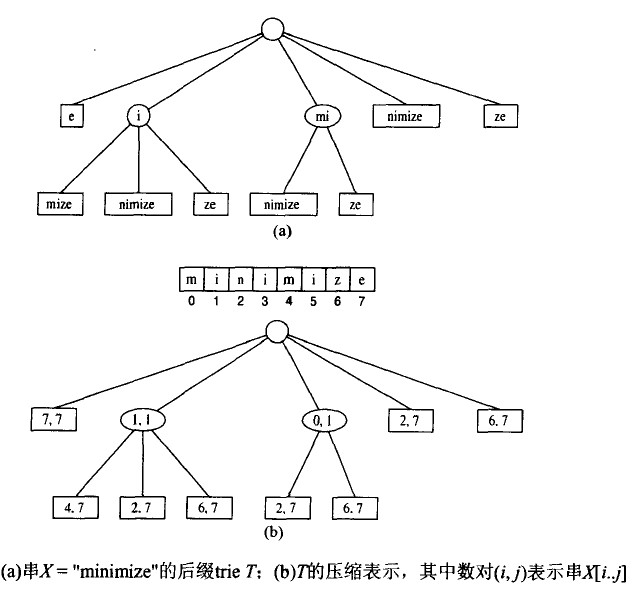 e
i
mi
nimize
ze
mize
nimize
ze
nimize
ze
(a)
m i n i m i z e
0 1 2 3 4 5 6 7
7, 7
1, 1
0, 1
2, 7
6. 7
4. 7
2. 7
6, 7
2, 7
6. 7
(b)
(a)串X = "minimize"的后缀trie T；(b)T的压缩表示，其中数对(i, j)表示串X[i..j]